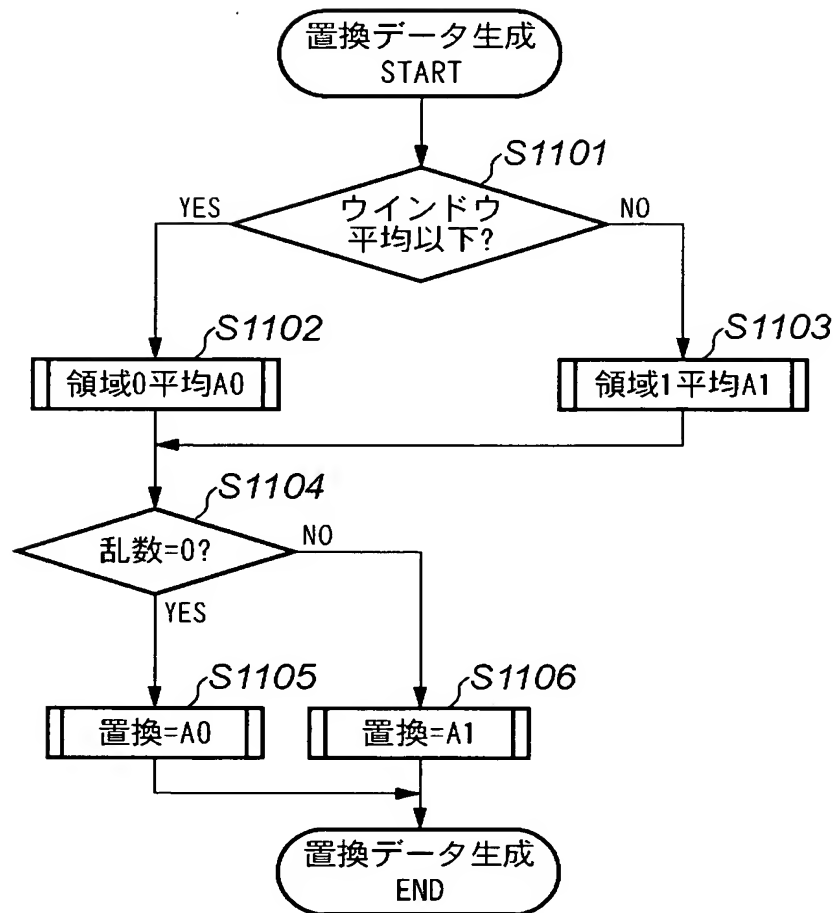 置換データ生成
START
S1101
YES
ウインドウ
平均以下?
NO
S1102
S1103
領域0平均A0
領域1平均A1
S1104
乱数=0?
NO
YES
S1105
S1106
置換=A0
置換=A1
置換データ生成
END